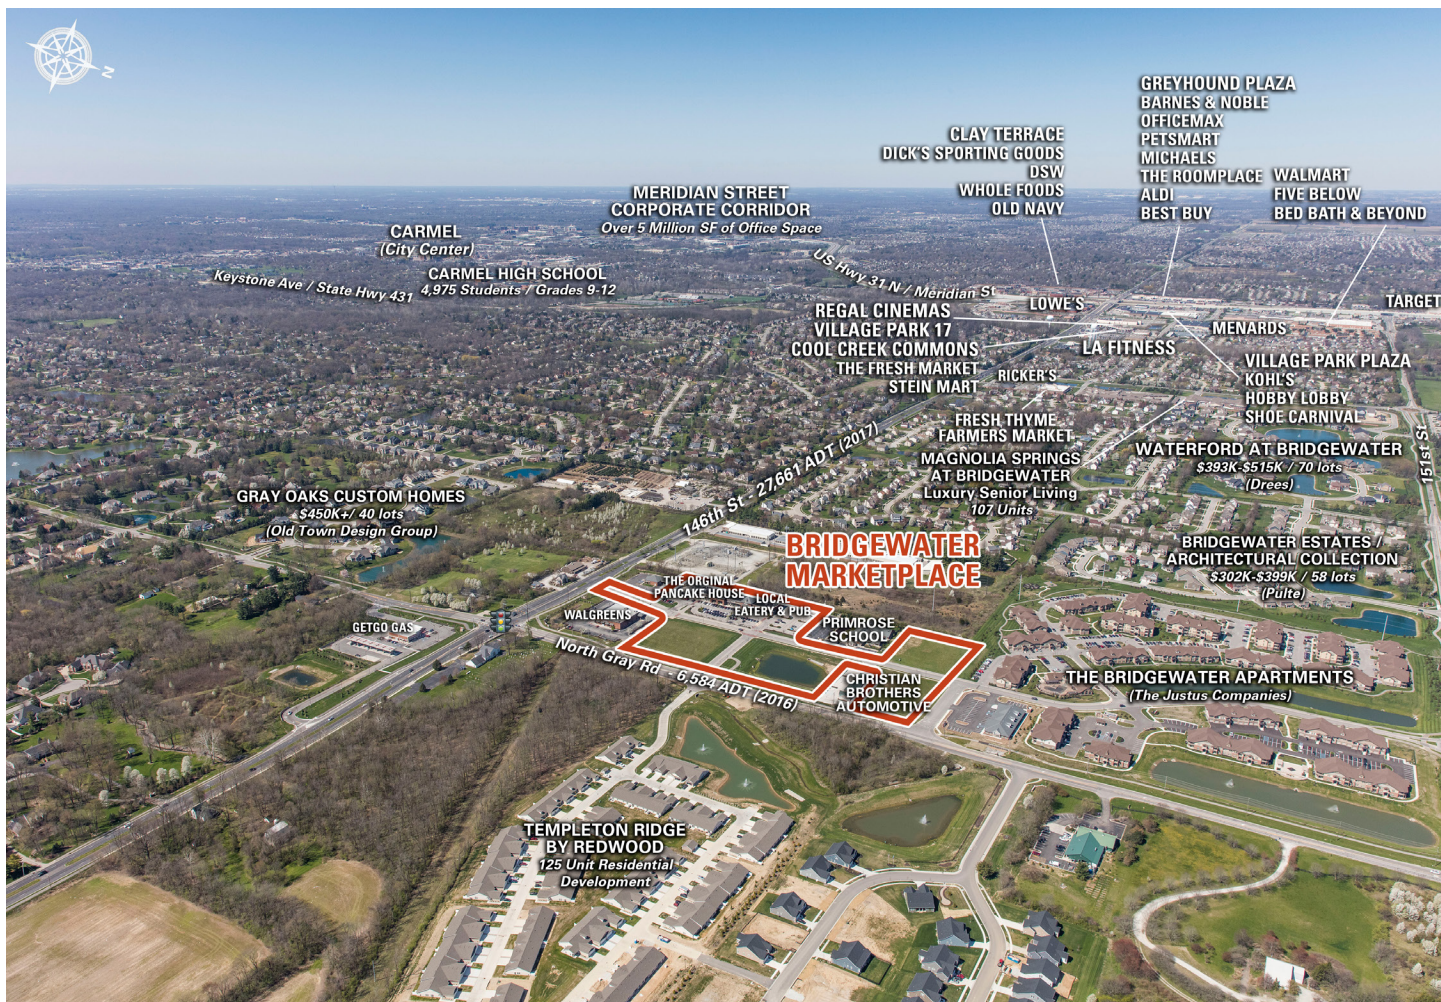 N
GREYHOUND PLAZA
BARNES & NOBLE
OFFICEMAX
PETSMART
MICHAELS
THE ROOMPLACE
ALDI
BEST BUY
CLAY TERRACE
DICK'S SPORTING GOODS
DSW
WHOLE FOODS
OLD NAVY
WALMART
FIVE BELOW
BED BATH & BEYOND
MERIDIAN STREET
CORPORATE CORRIDOR
Over 5 Million SF of Office Space
CARMEL
(City Center)
CARMEL HIGH SCHOOL
4,975 Students / Grades 9-12
Keystone Ave / State Hwy 431
US Hwy 31 N / Meridian St
LOWE'S
TARGET
REGAL CINEMAS
VILLAGE PARK 17
COOL CREEK COMMONS
THE FRESH MARKET
STEIN MART
MENARDS
LA FITNESS
VILLAGE PARK PLAZA
KOHL'S
HOBBY LOBBY
SHOE CARNIVAL
RICKER'S
FRESH THYME
FARMERS MARKET
MAGNOLIA SPRINGS
AT BRIDGEWATER
Luxury Senior Living
107 Units
WATERFORD AT BRIDGEWATER
$393K-$515K / 70 lots
(Drees)
151st St
146th St - 27,661 ADT (2017)
GRAY OAKS CUSTOM HOMES
$450K+/ 40 lots
(Old Town Design Group)
BRIDGEWATER
MARKETPLACE
BRIDGEWATER ESTATES /
ARCHITECTURAL COLLECTION
$302K-$399K / 58 lots
(Pulte)
THE ORGINAL
PANCAKE HOUSE
WALGREENS
LOCAL
EATERY & PUB
PRIMROSE
SCHOOL
GETGO GAS
North Gray Rd - 6,584 ADT (2016)
CHRISTIAN
BROTHERS
AUTOMOTIVE
THE BRIDGEWATER APARTMENTS
(The Justus Companies)
TEMPLETON RIDGE
BY REDWOOD
125 Unit Residential
Development